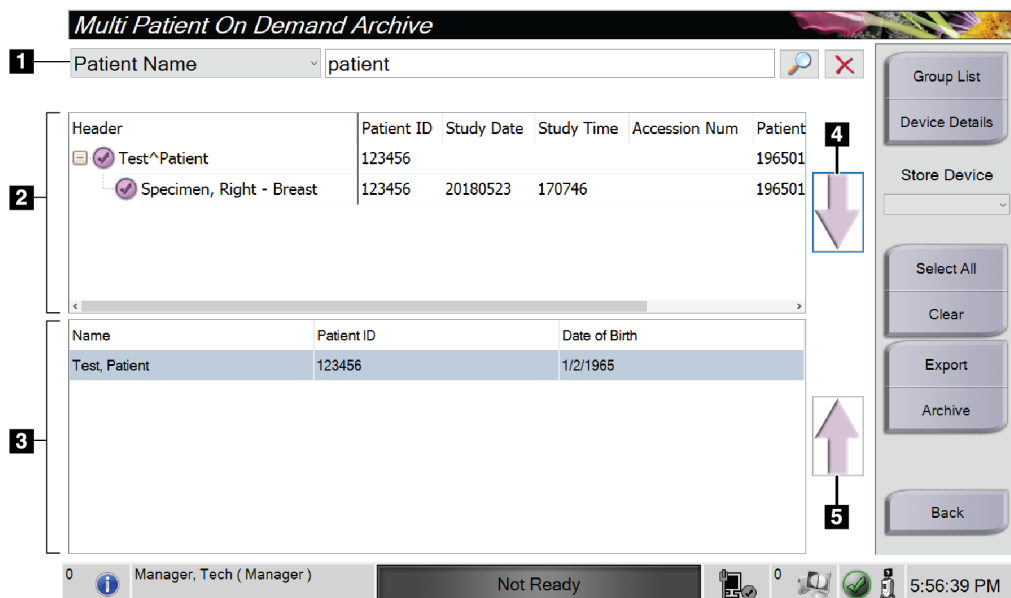 Multi Patient On Demand Archive
1
Patient Name patient
Group List
Device Details
Store Device
Select All
Clear
Export
Archive
Back
2
Header Patient ID Study Date Study Time Accession Num Patient
Test^Patient 123456 196501
Specimen, Right - Breast 123456 20180523 170746 196501
4
3
Name Patient ID Date of Birth
Test, Patient 123456 1/2/1965
5
0 Manager, Tech ( Manager ) Not Ready 0 5:56:39 PM